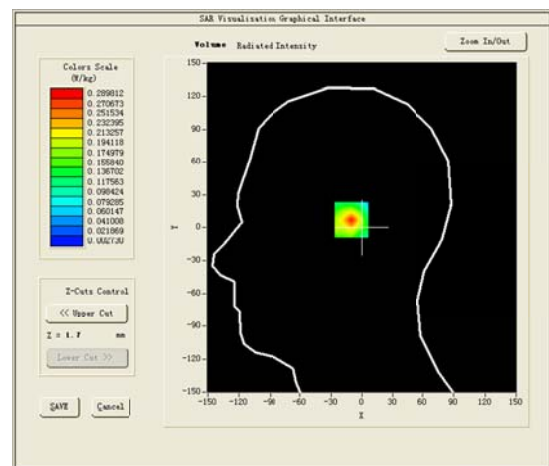 SAR Visualisation Graphical Interface
Volume Radiated Intensity
Zoom In/Out
Colors Scale
(W/kg)
0.289812
0.270673
0.251534
0.232395
0.213257
0.194118
0.174979
0.155840
0.136702
0.117563
0.098424
0.079285
0.060147
0.041008
0.021869
0.002730
Z-Cuts Control
<< Upper Cut
Z = 1.7 mm
Lower Cut >>
SAVE
Cancel
150
120
90
60
30
0
-30
-60
-90
-120
-150
Y
-150 -120 -90 -60 -30 0 30 60 90 120 150
X